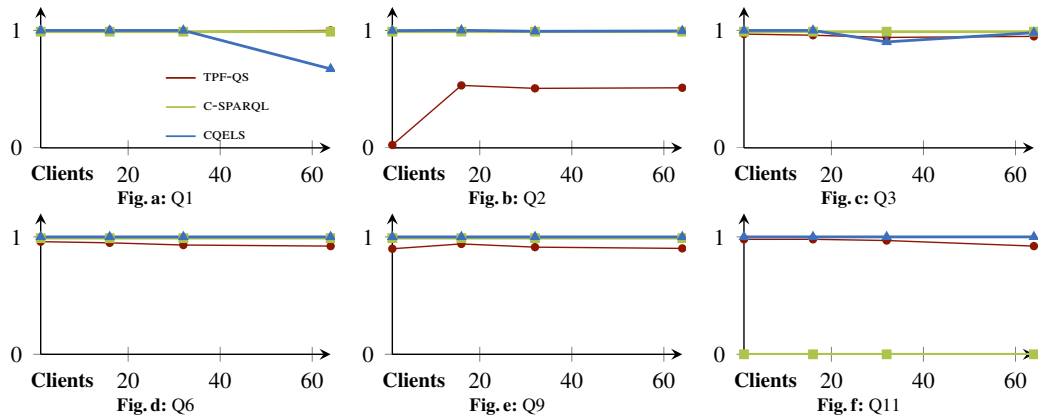 1 1 1
TPF-QS
C-SPARQL
CQELS
0 0 0
Clients 20 40 60 Clients 20 40 60 Clients 20 40 60
Fig. a: Q1 Fig. b: Q2 Fig. c: Q3
1 1 1
0 0 0
Clients 20 40 60 Clients 20 40 60 Clients 20 40 60
Fig. d: Q6 Fig. e: Q9 Fig. f: Q11